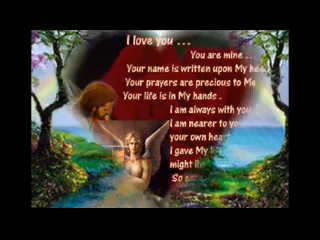 I love you ...
You are mine ..
Your name is written upon My
Your prayers are precious to Me
Your life is in My hands .
I am always with you
I am nearer to you
your own
I gave My
might
So